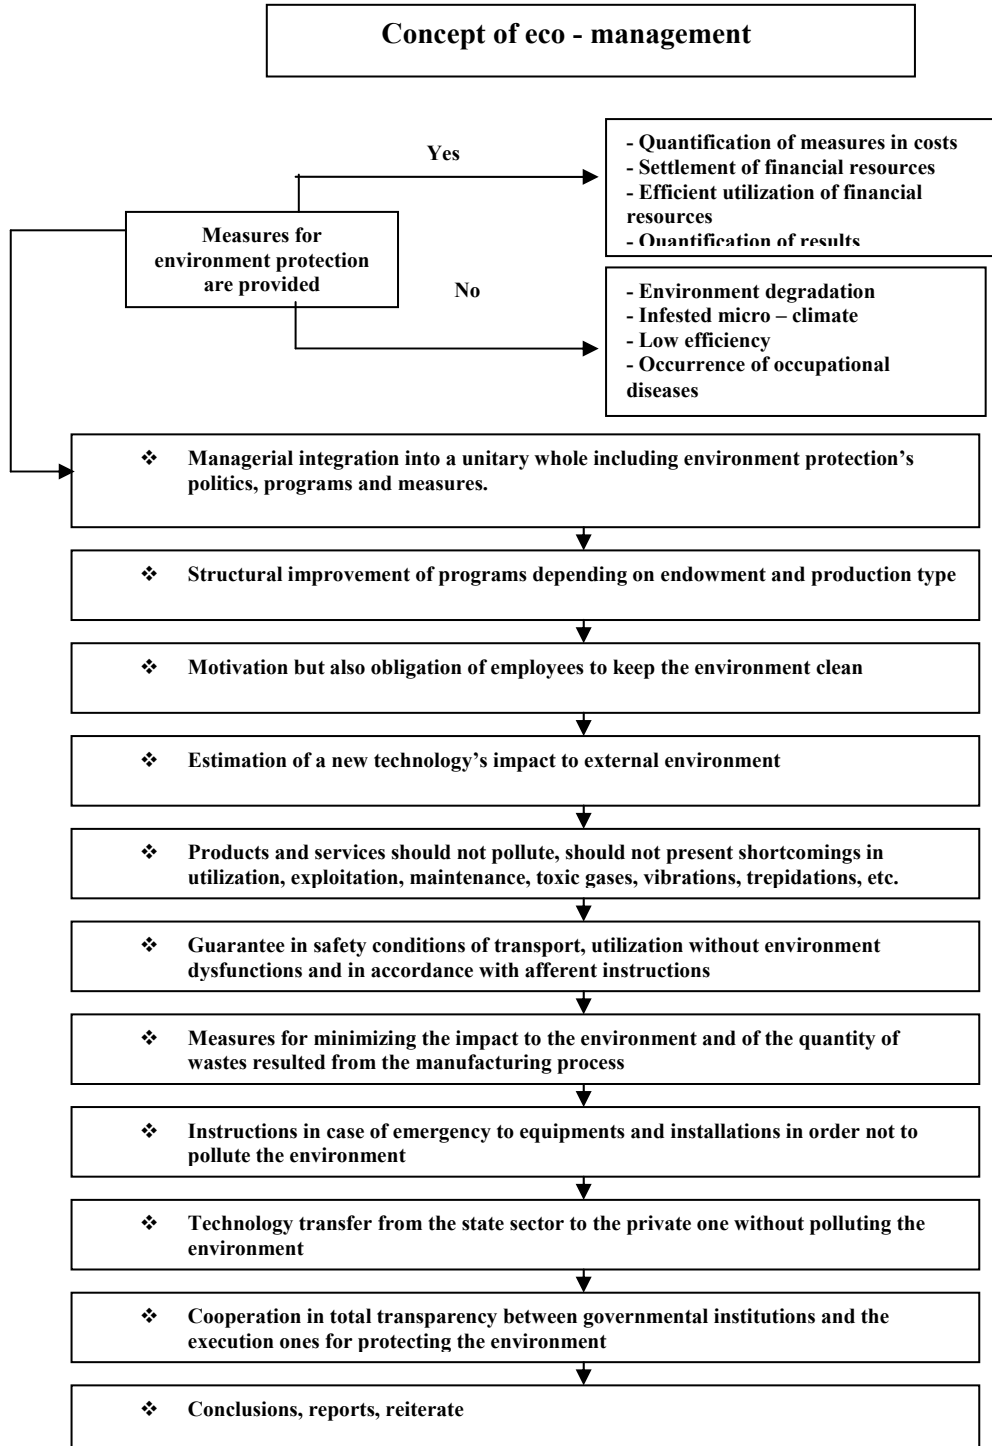 Concept of eco - management
Yes
- Quantification of measures in costs
- Settlement of financial resources
- Efficient utilization of financial
resources
- Quantification of results
Measures for
environment protection
are provided
No
- Environment degradation
- Infested micro – climate
- Low efficiency
- Occurrence of occupational
diseases
❖ Managerial integration into a unitary whole including environment protection’s
politics, programs and measures.
❖ Structural improvement of programs depending on endowment and production type
❖ Motivation but also obligation of employees to keep the environment clean
❖ Estimation of a new technology’s impact to external environment
❖ Products and services should not pollute, should not present shortcomings in
utilization, exploitation, maintenance, toxic gases, vibrations, trepidations, etc.
❖ Guarantee in safety conditions of transport, utilization without environment
dysfunctions and in accordance with afferent instructions
❖ Measures for minimizing the impact to the environment and of the quantity of
wastes resulted from the manufacturing process
❖ Instructions in case of emergency to equipments and installations in order not to
pollute the environment
❖ Technology transfer from the state sector to the private one without polluting the
environment
❖ Cooperation in total transparency between governmental institutions and the
execution ones for protecting the environment
❖ Conclusions, reports, reiterate